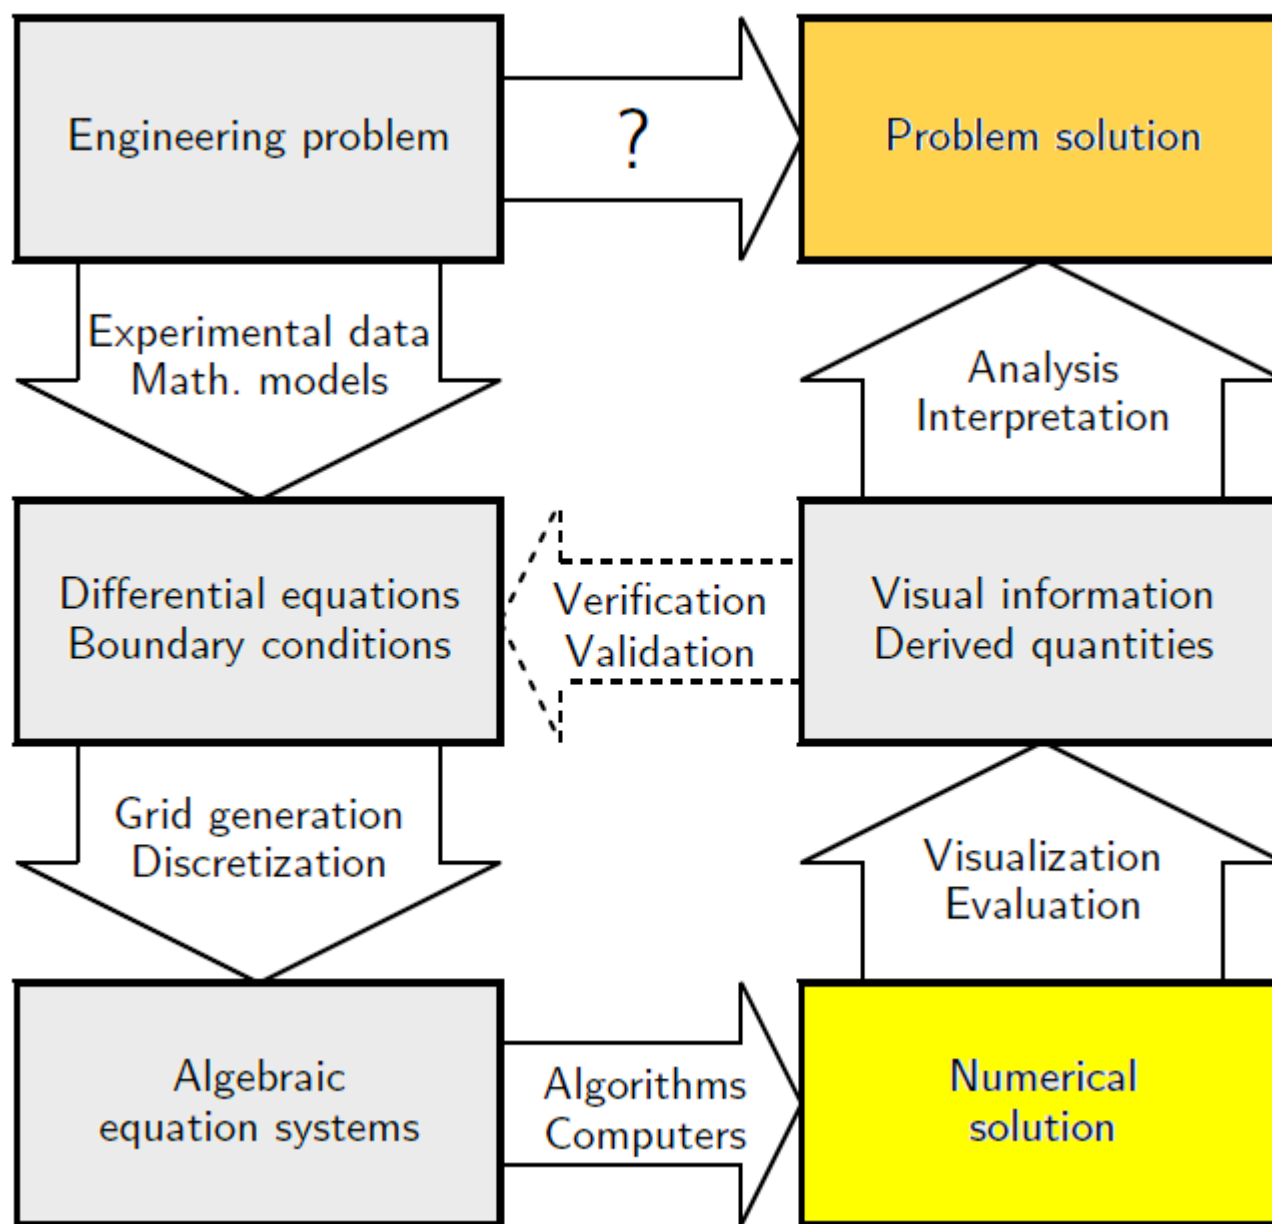 Engineering problem
?
Problem solution
Experimental data
Math. models
Analysis
Interpretation
Differential equations
Boundary conditions
Verification
Validation
Visual information
Derived quantities
Grid generation
Discretization
Visualization
Evaluation
Algebraic
equation systems
Algorithms
Computers
Numerical
solution